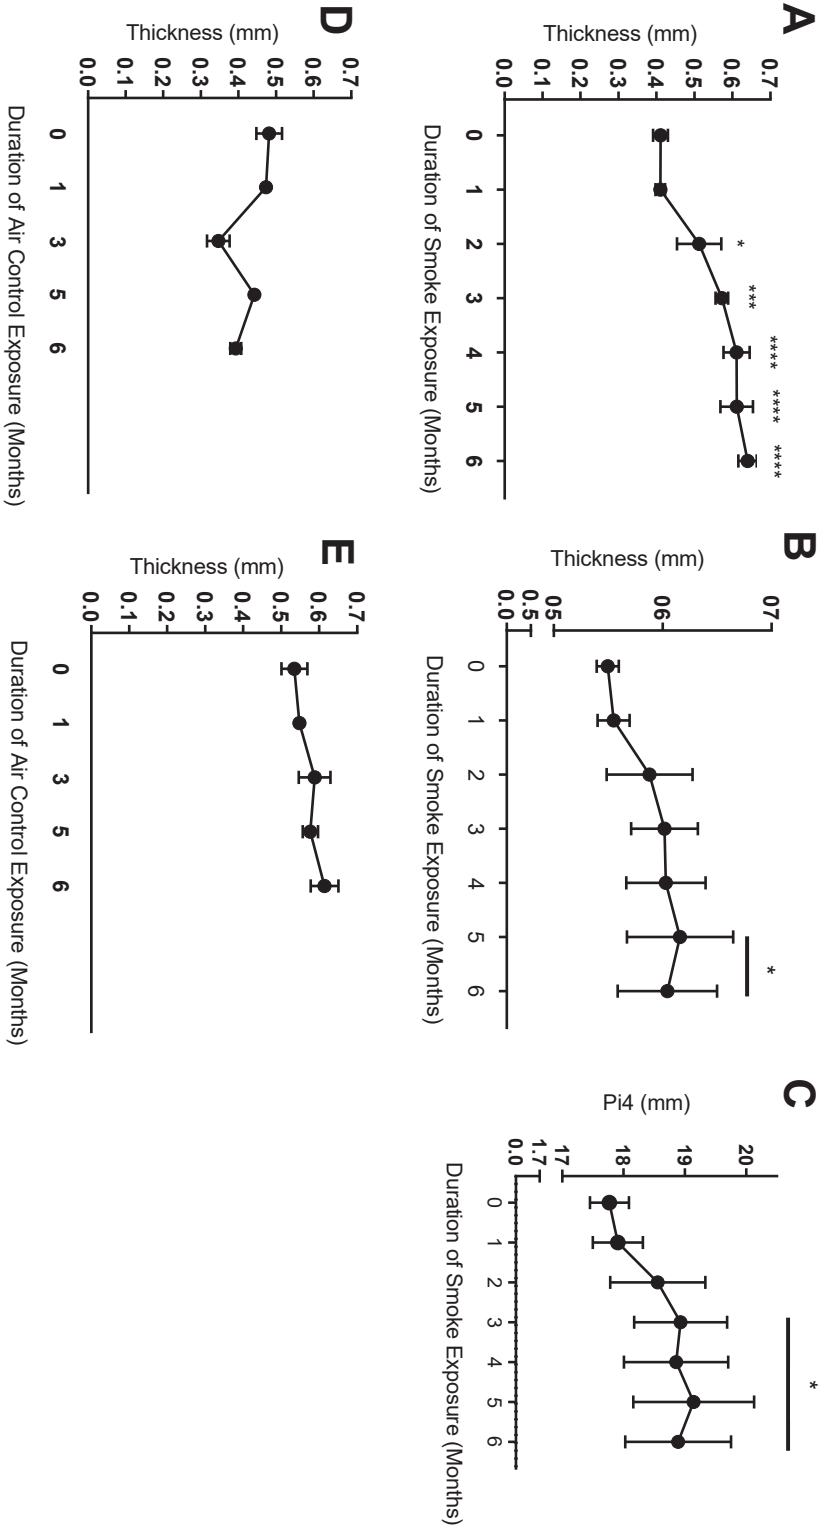 A
Thickness (mm)
0.7
0.6
0.5
0.4
0.3
0.2
0.1
0.0
* *** **** **** ****
0 1 2 3 4 5 6
Duration of Smoke Exposure (Months)
B
Thickness (mm)
07
06
05
0.5
0.0
*
0 1 2 3 4 5 6
Duration of Smoke Exposure (Months)
C
Pi4 (mm)
20
19
18
17
1.7
0.0
*
0 1 2 3 4 5 6
Duration of Smoke Exposure (Months)
D
Thickness (mm)
0.7
0.6
0.5
0.4
0.3
0.2
0.1
0.0
0 1 3 5 6
Duration of Air Control Exposure (Months)
E
Thickness (mm)
0.7
0.6
0.5
0.4
0.3
0.2
0.1
0.0
0 1 3 5 6
Duration of Air Control Exposure (Months)